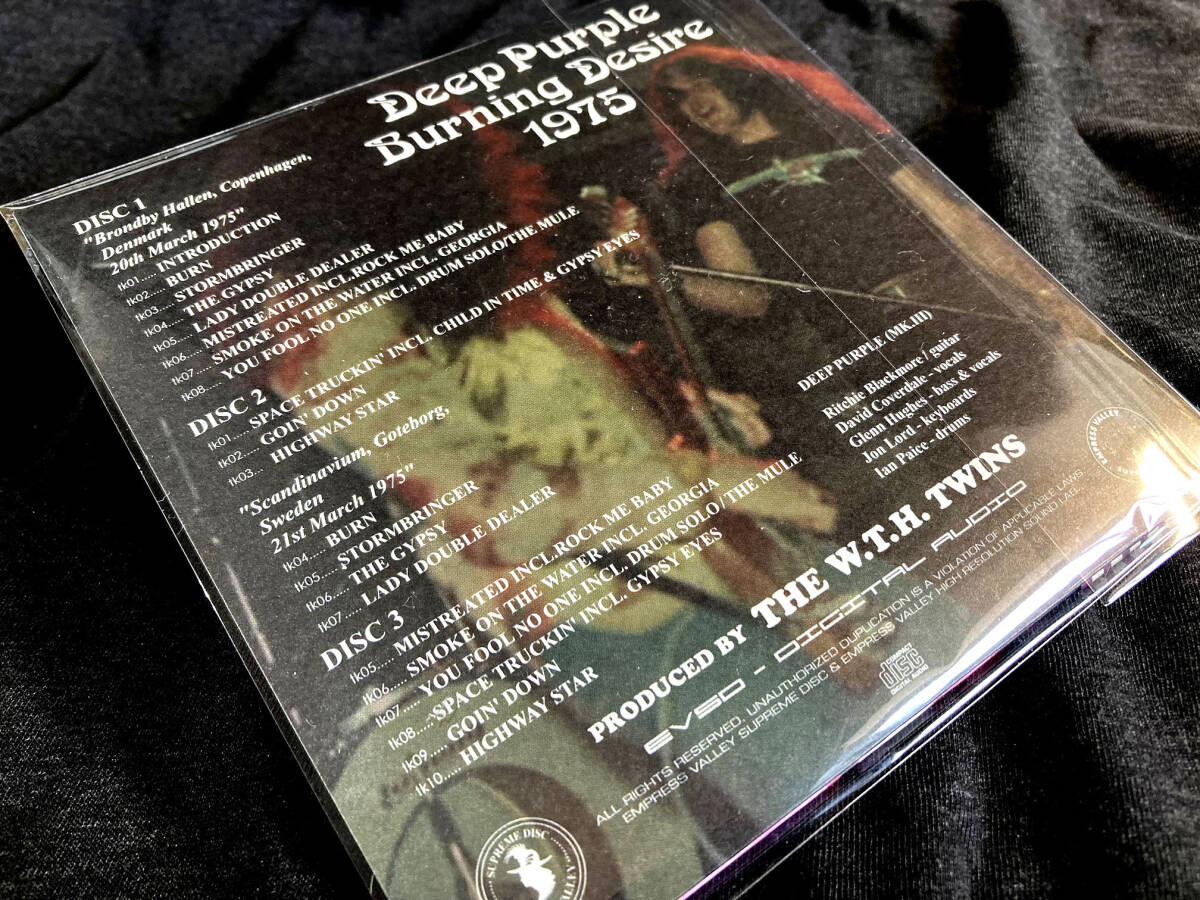 Deep Purple
Burning Desire
1975
DISC 1
"Brondby Hallen, Copenhagen,
Denmark
20th March 1975"
tk01..... INTRODUCTION
tk02..... BURN
tk03..... STORMBRINGER
tk04..... THE GYPSY
tk05..... LADY DOUBLE DEALER
tk06..... MISTREATED INCL.ROCK ME BABY
tk07..... SMOKE ON THE WATER INCL. GEORGIA
tk08..... YOU FOOL NO ONE INCL. DRUM SOLO/THE MULE
DISC 2
tk01..... SPACE TRUCKIN' INCL. CHILD IN TIME & GYPSY EYES
tk02..... GOIN' DOWN
tk03... HIGHWAY STAR
"Scandinavium, Goteborg,
Sweden
21st March 1975"
tk04..... BURN
tk05..... STORMBRINGER
tk06..... THE GYPSY
tk07..... LADY DOUBLE DEALER
DISC 3
tk05..... MISTREATED INCL.ROCK ME BABY
tk06..... SMOKE ON THE WATER INCL. GEORGIA
tk07..... YOU FOOL NO ONE INCL. DRUM SOLO / THE MULE
tk08.....SPACE TRUCKIN' INCL. GYPSY EYES
tk09..... GOIN' DOWN
tk10..... HIGHWAY STAR
DEEP PURPLE (MK.III)
Ritchie Blackmore / guitar
David Coverdale - vocals
Glenn Hughes - bass & vocals
Jon Lord - keyboards
Ian Paice - drums
PRODUCED BY THE W.T.H. TWINS
EVSD - DIGITAL AUDIO
ALL RIGHTS RESERVED. UNAUTHORIZED DUPLICATION IS A VIOLATION OF APPLICABLE LAWS
EMPRESS VALLEY SUPREME DISC & EMPRESS VALLEY HIGH RESOLUTION SOUND LAB
COMPACT
disc
DIGITAL AUDIO
EMPRESS VALLEY
SUPREME DISC